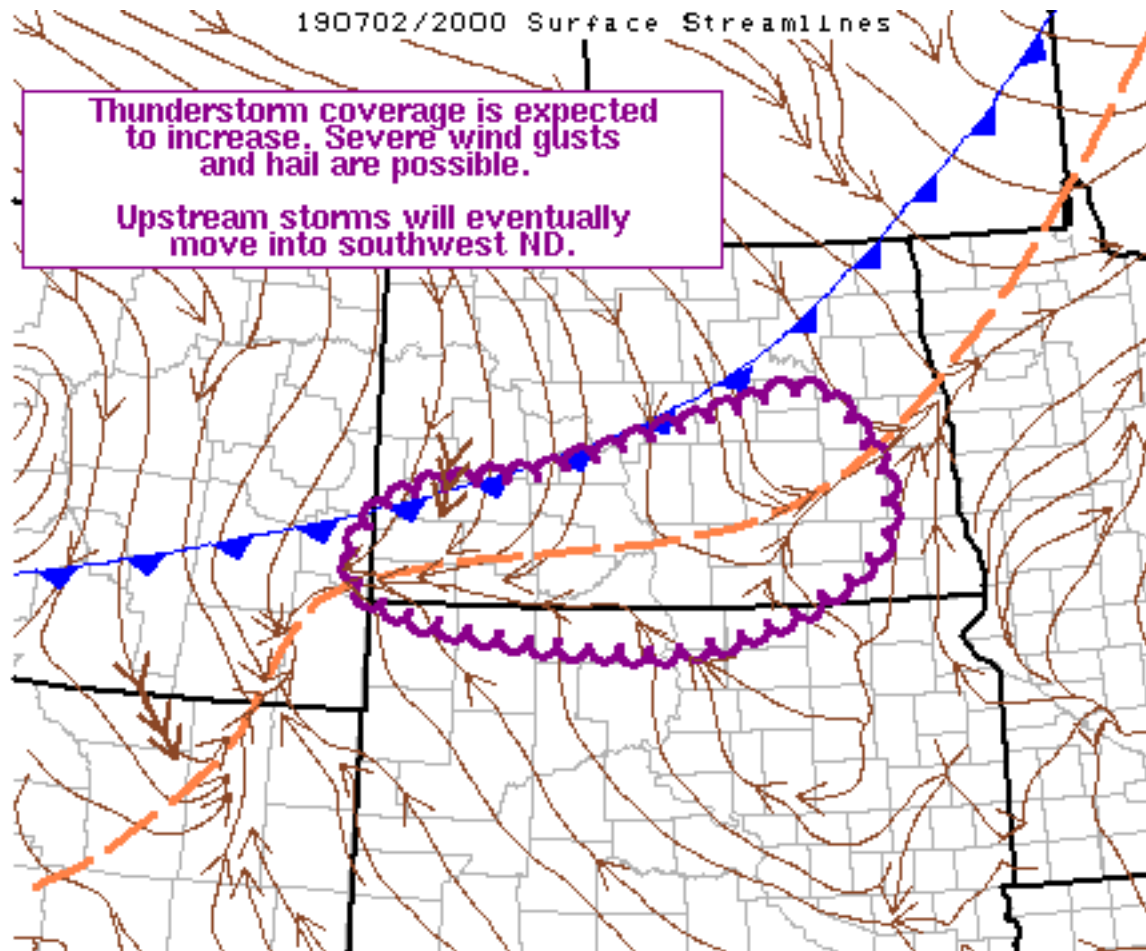 190702/2000 Surface Streamlines
Thunderstorm coverage is expected
to increase. Severe wind gusts
and hail are possible.
Upstream storms will eventually
move into southwest ND.